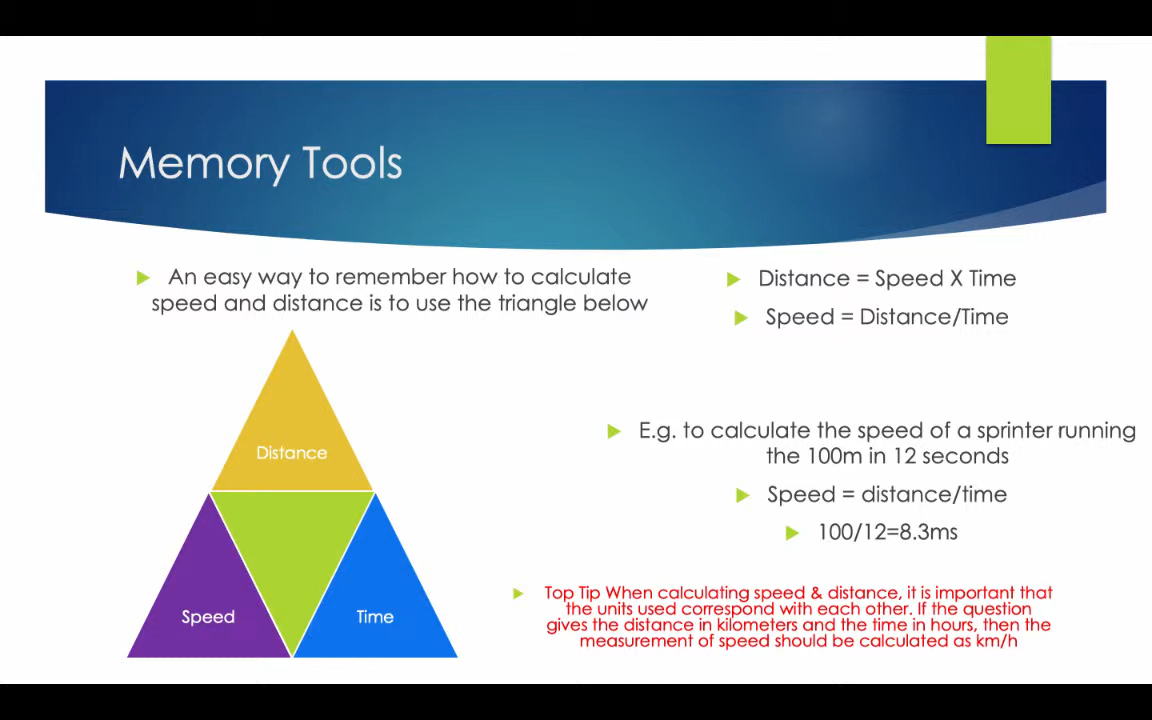 Memory Tools
An easy way to remember how to calculate
speed and distance is to use the triangle below
Distance
Speed
Time
Distance = Speed X Time
Speed = Distance/Time
E.g. to calculate the speed of a sprinter running
the 100m in 12 seconds
Speed = distance/time
100/12=8.3ms
Top Tip When calculating speed & distance, it is important that
the units used correspond with each other. If the question
gives the distance in kilometers and the time in hours, then the
measurement of speed should be calculated as km/h